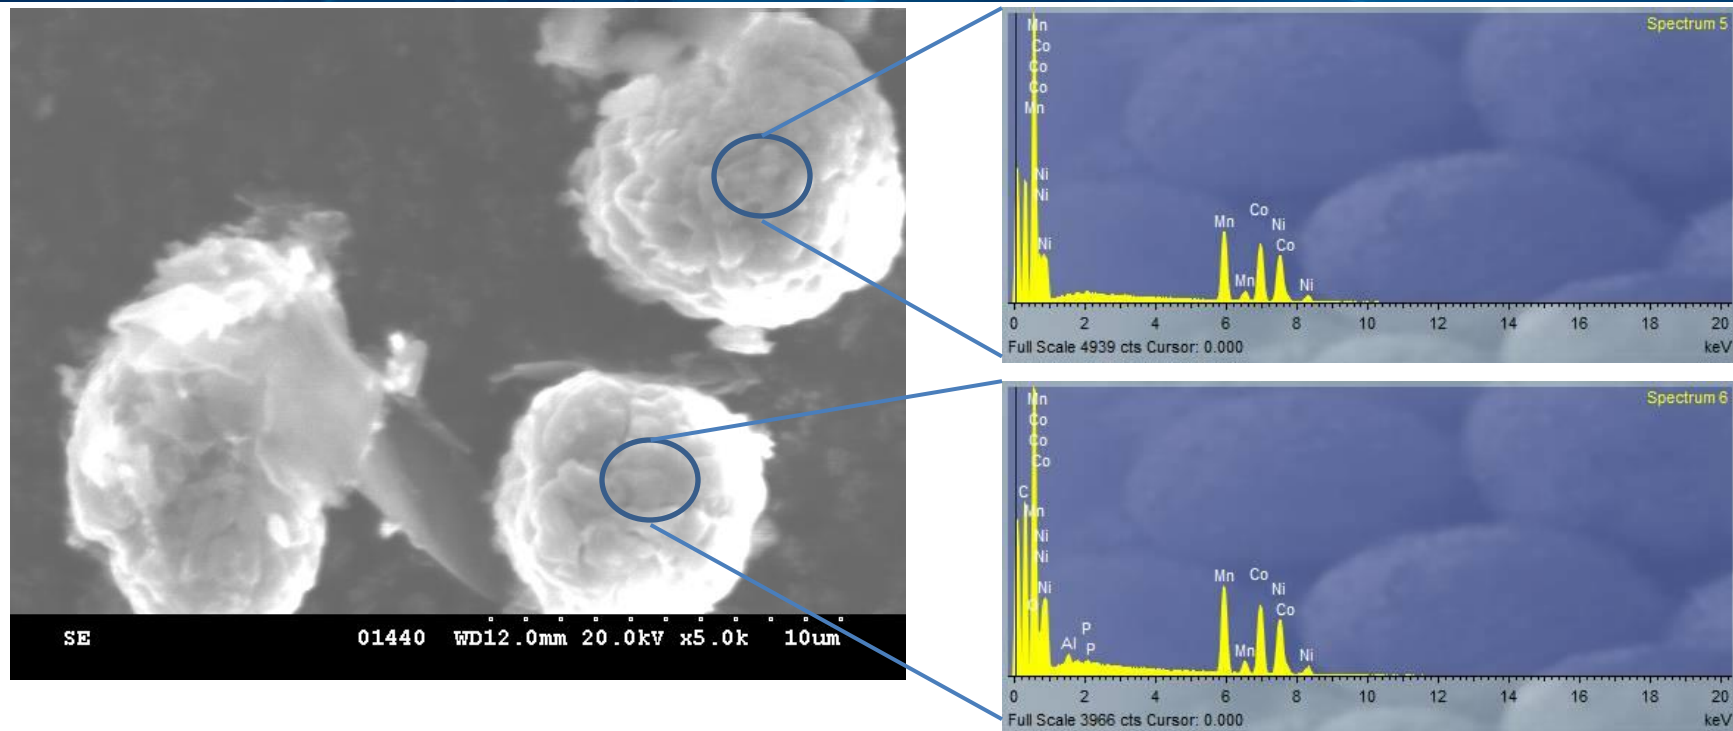 SE 01440 WD12.0mm 20.0kV x5.0k 10um
Spectrum 5
Mn
Co
Co
Co
Mn
Ni
Ni
Ni
Mn
Mn
Co
Ni
Co
Ni
0 2 4 6 8 10 12 14 16 18 20
Full Scale 4939 cts Cursor: 0.000 keV
Spectrum 6
Mn
Co
Co
Co
C
Mn
Ni
Ni
Ni
Al
P
P
Mn
Mn
Co
Ni
Co
Ni
0 2 4 6 8 10 12 14 16 18 20
Full Scale 3966 cts Cursor: 0.000 keV